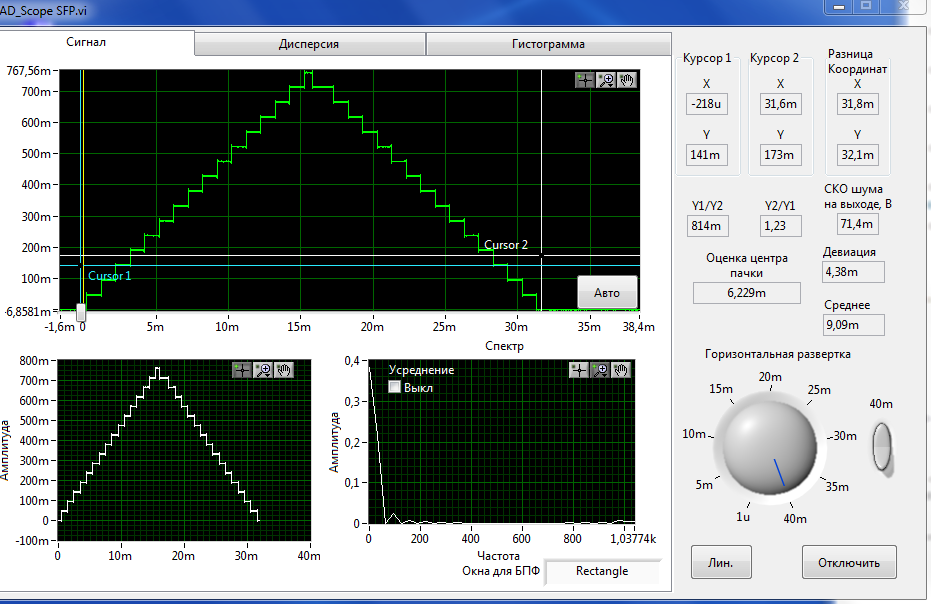 AD_Scope SFP.vi
Сигнал
Дисперсия
Гистограмма
767,56m
700m
600m
500m
400m
300m
200m
100m
-6,8581m
-1,6m 0 5m 10m 15m 20m 25m 30m 35m 38,4m
Cursor 2
Cursor 1
Авто
Курсор 1
X
-218u
Y
141m
Курсор 2
X
31,6m
Y
173m
Разница
Координат
X
31,8m
Y
32,1m
Y1/Y2
814m
Y2/Y1
1,23
СКО шума
на выходе, В
71,4m
Оценка центра
пачки
6,229m
Девиация
4,38m
Среднее
9,09m
Амплитуда
800m
700m
600m
500m
400m
300m
200m
100m
0
-100m
0 10m 20m 30m 40m
Спектр
Усреднение
Выкл
Амплитуда
0,4
0,3
0,2
0,1
0
0 200 400 600 800 1,03774k
Частота
Окна для БПФ
Rectangle
Горизонтальная развертка
1u
5m
10m
15m
20m
25m
30m
35m
40m
40m
Лин.
Отключить